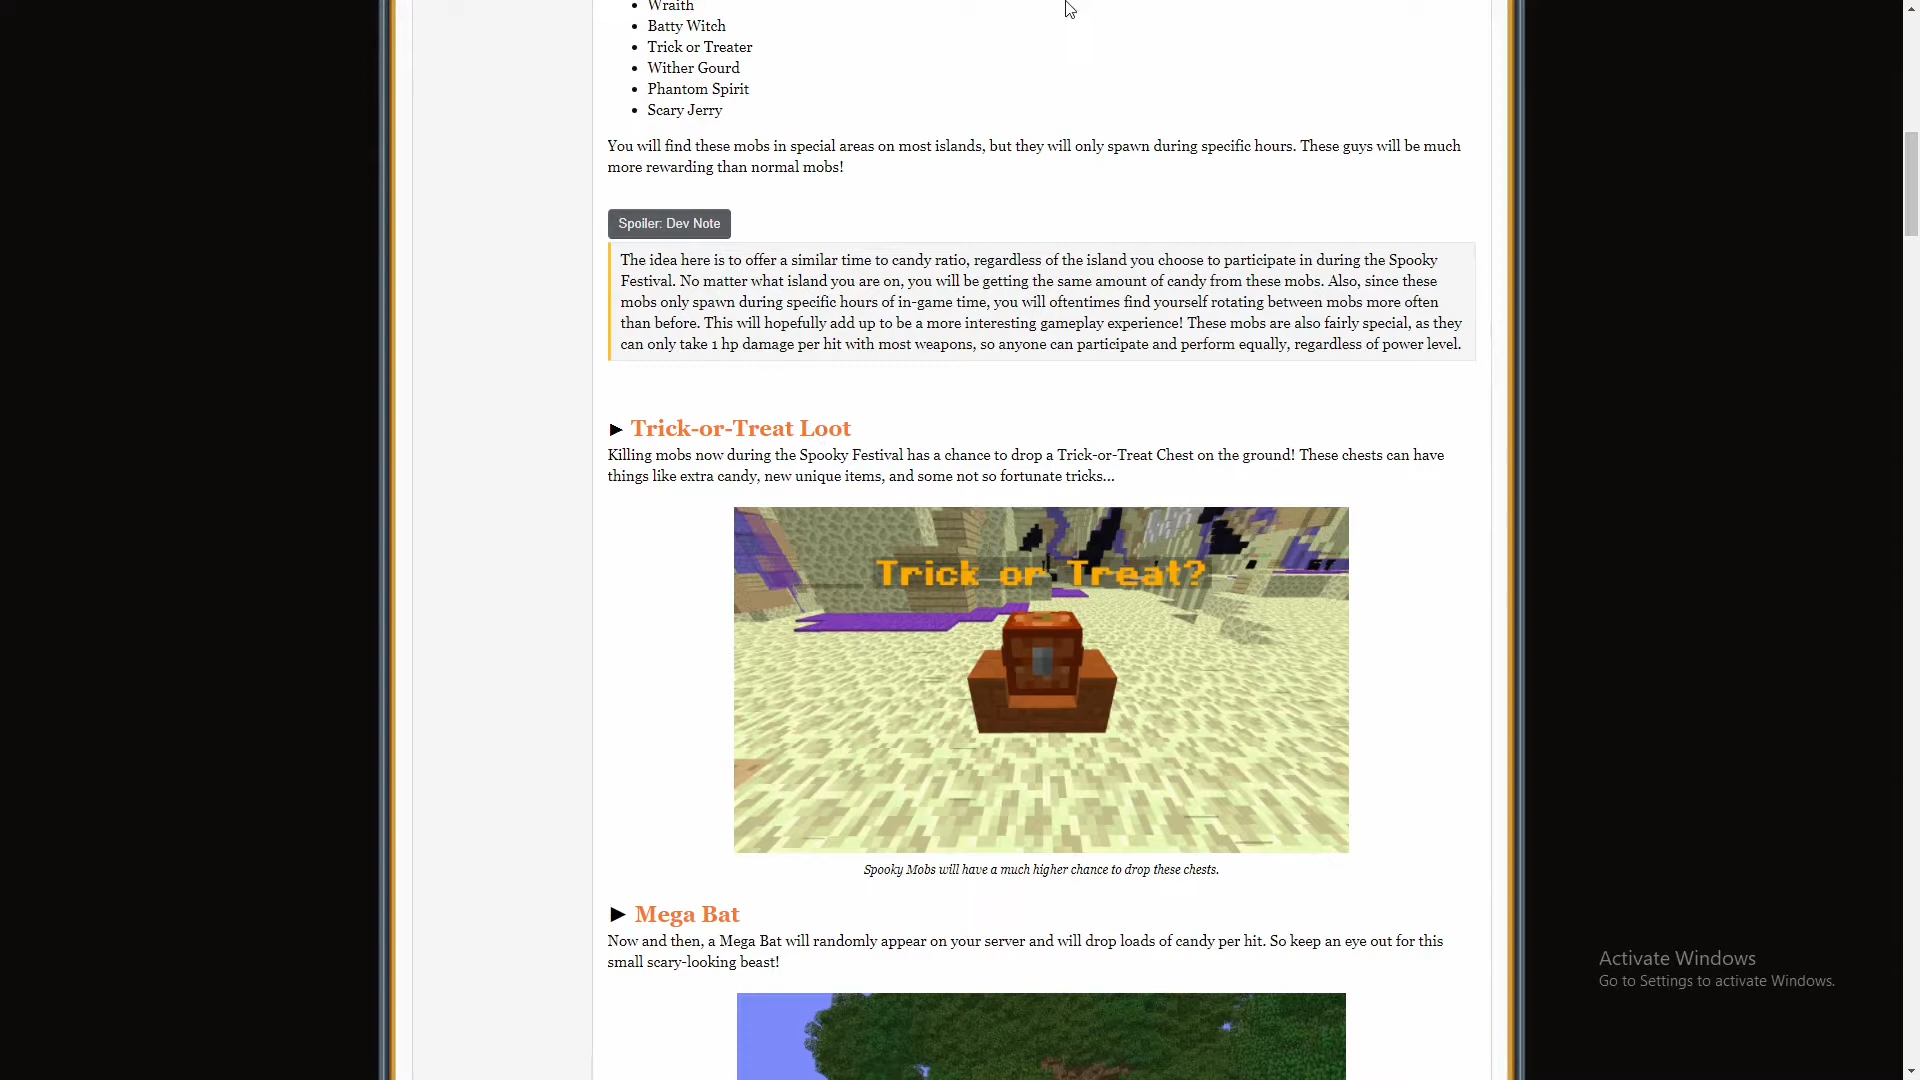 Wraith
Batty Witch
Trick or Treater
Wither Gourd
Phantom Spirit
Scary Jerry
You will find these mobs in special areas on most islands, but they will only spawn during specific hours. These guys will be much
more rewarding than normal mobs!
Spoiler: Dev Note
The idea here is to offer a similar time to candy ratio, regardless of the island you choose to participate in during the Spooky
Festival. No matter what island you are on, you will be getting the same amount of candy from these mobs. Also, since these
mobs only spawn during specific hours of in-game time, you will oftentimes find yourself rotating between mobs more often
than before. This will hopefully add up to be a more interesting gameplay experience! These mobs are also fairly special, as they
can only take 1 hp damage per hit with most weapons, so anyone can participate and perform equally, regardless of power level.
► Trick-or-Treat Loot
Killing mobs now during the Spooky Festival has a chance to drop a Trick-or-Treat Chest on the ground! These chests can have
things like extra candy, new unique items, and some not so fortunate tricks...
Trick or Treat?
Spooky Mobs will have a much higher chance to drop these chests.
► Mega Bat
Now and then, a Mega Bat will randomly appear on your server and will drop loads of candy per hit. So keep an eye out for this
small scary-looking beast!
Activate Windows
Go to Settings to activate Windows.